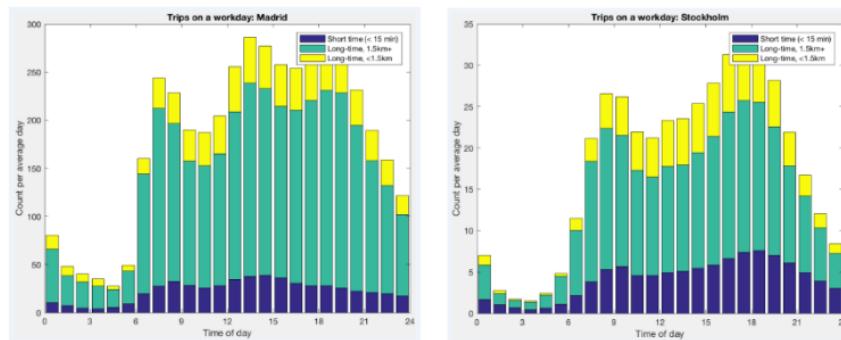 Trips on a workday: Madrid
300
250
200
150
100
50
0
Count per average day
Short time (< 15 min)
Long-time, 1.5km+
Long-time, <1.5km
0 3 6 9 12 15 18 21 24
Time of day
Trips on a workday: Stockholm
35
30
25
20
15
10
5
0
Count per average day
Short time (< 15 min)
Long-time, 1.5km+
Long-time, <1.5km
0 3 6 9 12 15 18 21
Time of day